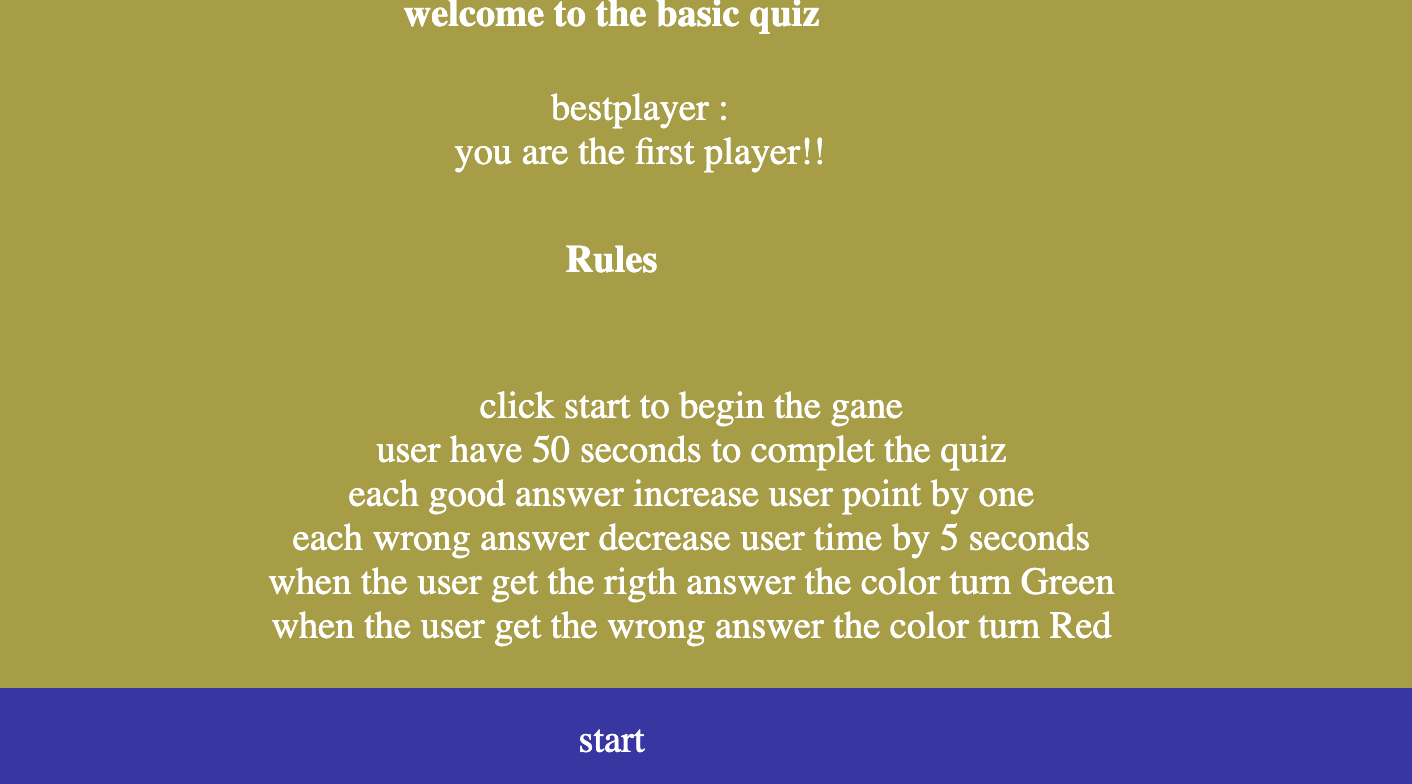 welcome to the basic quiz
bestplayer :
you are the first player!!
Rules
click start to begin the gane
user have 50 seconds to complet the quiz
each good answer increase user point by one
each wrong answer decrease user time by 5 seconds
when the user get the rigth answer the color turn Green
when the user get the wrong answer the color turn Red
start